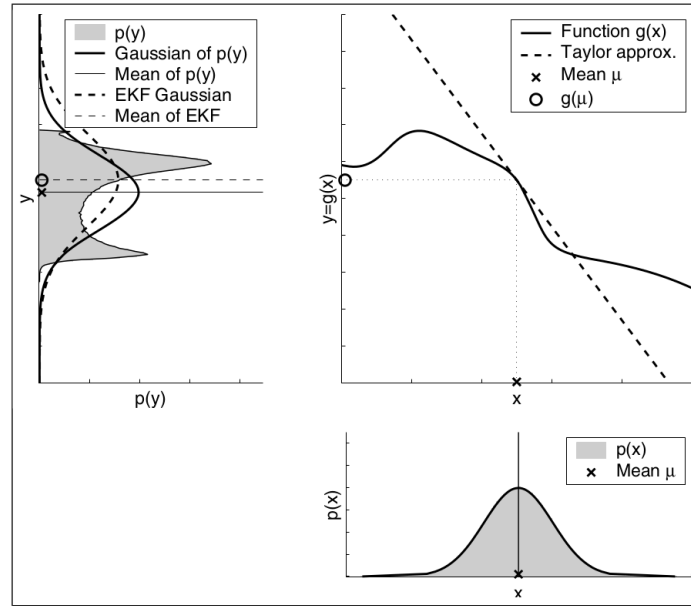 p(y)
Gaussian of p(y)
Mean of p(y)
EKF Gaussian
Mean of EKF
y
p(y)
Function g(x)
Taylor approx.
Mean μ
g(μ)
y=g(x)
x
p(x)
Mean μ
p(x)
x